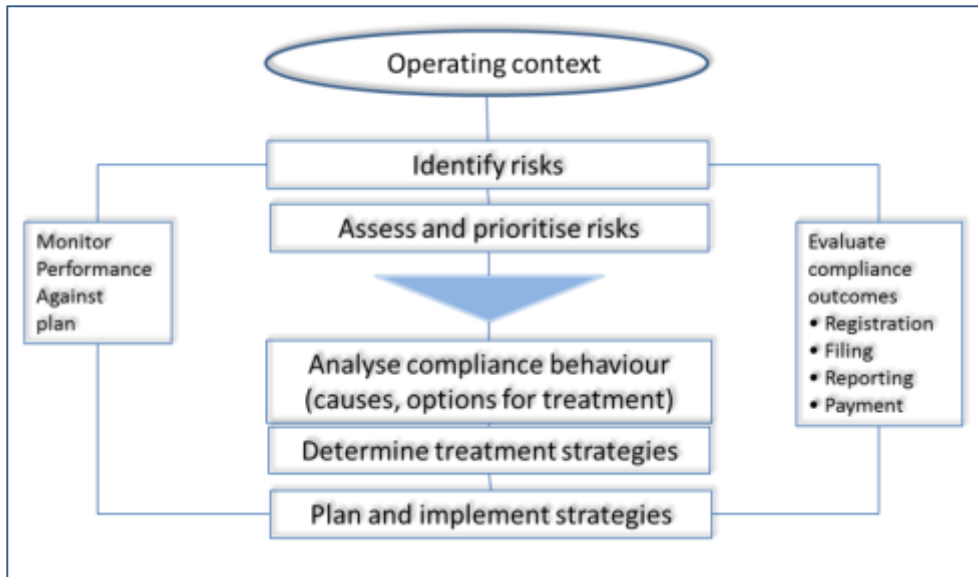 Operating context
Identify risks
Assess and prioritise risks
Monitor
Performance
Against
plan
Evaluate
compliance
outcomes
• Registration
• Filing
• Reporting
• Payment
Analyse compliance behaviour
(causes, options for treatment)
Determine treatment strategies
Plan and implement strategies